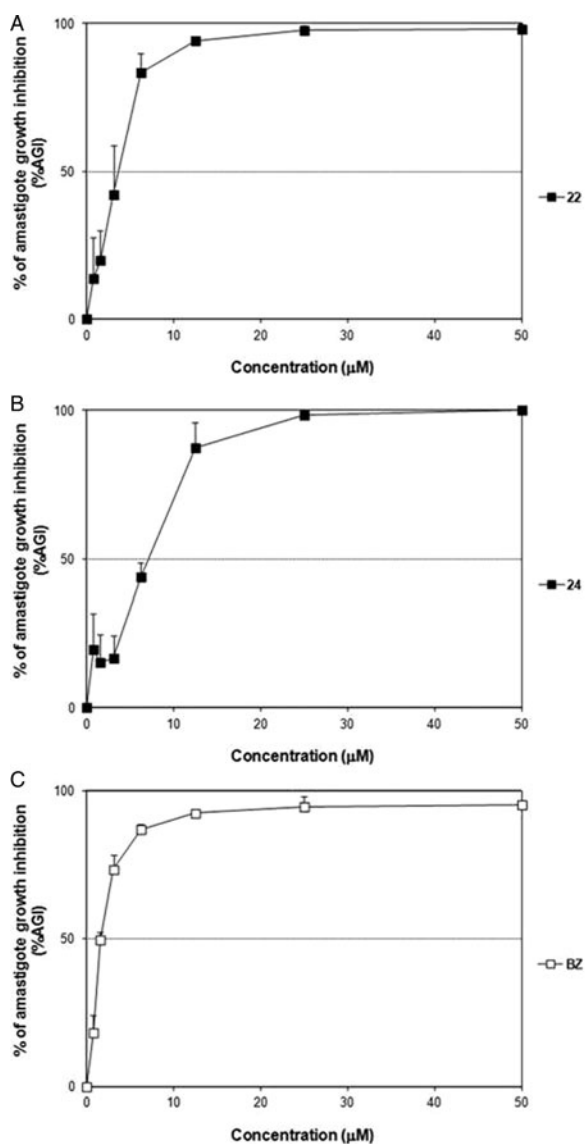 A
100
% of amastigote growth inhibition
(%AGI)
50
22
0
0 10 20 30 40 50
Concentration (μM)
B
100
% of amastigote growth inhibition
(%AGI)
50
24
0
0 10 20 30 40 50
Concentration (μM)
C
100
% of amastigote growth inhibition
(%AGI)
50
BZ
0
0 10 20 30 40 50
Concentration (μM)